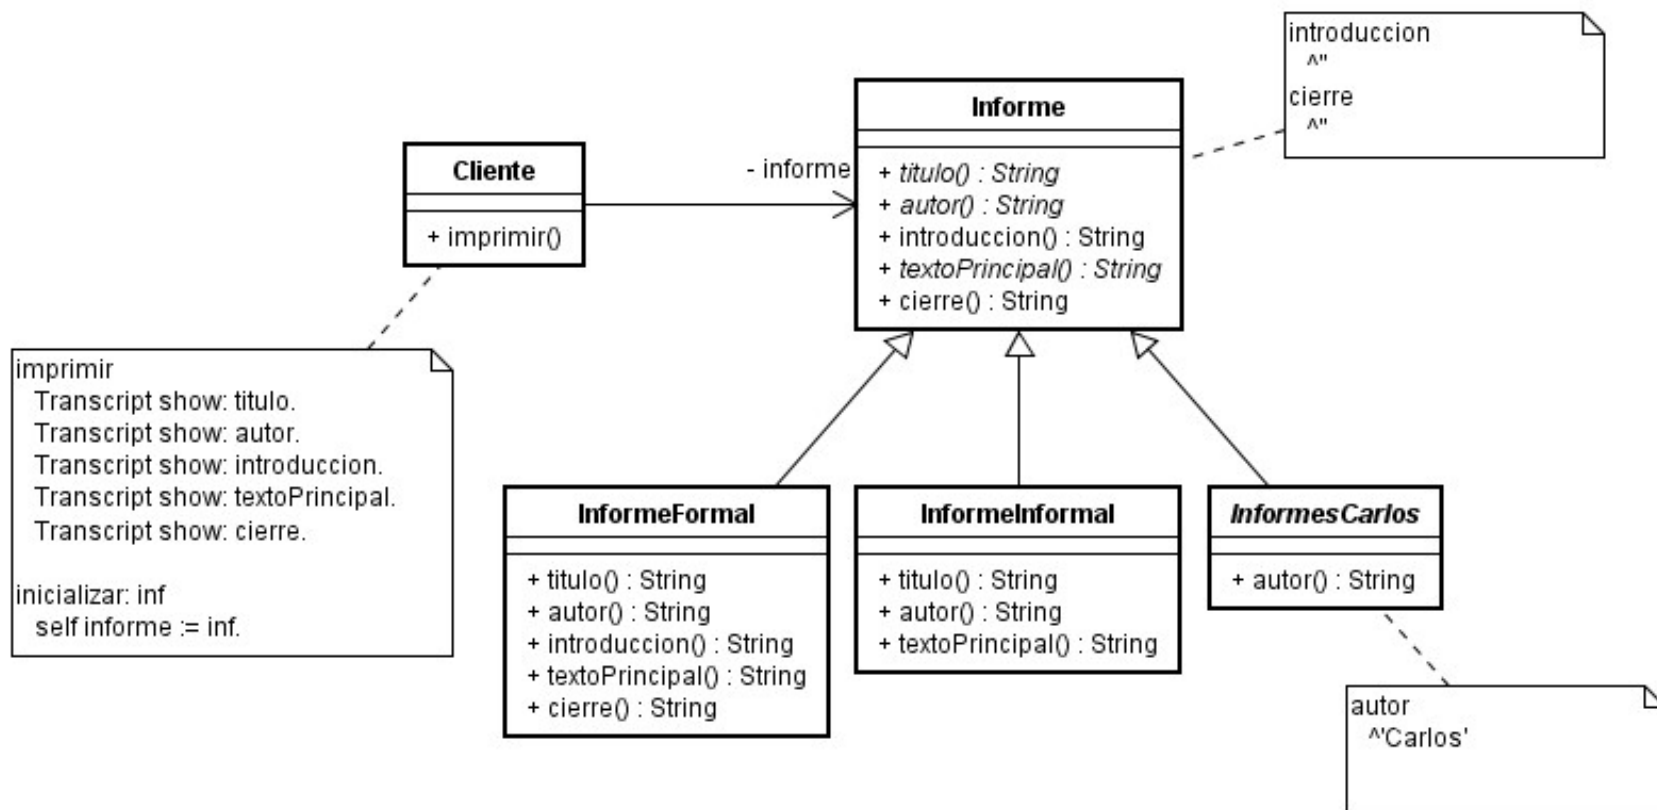 introduccion
^''
cierre
^''
Informe
+ titulo() : String
+ autor() : String
+ introduccion() : String
+ textoPrincipal() : String
+ cierre() : String
- informe
Cliente
+ imprimir()
imprimir
Transcript show: titulo.
Transcript show: autor.
Transcript show: introduccion.
Transcript show: textoPrincipal.
Transcript show: cierre.
inicializar: inf
self informe := inf.
InformeFormal
+ titulo() : String
+ autor() : String
+ introduccion() : String
+ textoPrincipal() : String
+ cierre() : String
InformeInformal
+ titulo() : String
+ autor() : String
+ textoPrincipal() : String
InformesCarlos
+ autor() : String
autor
^'Carlos'